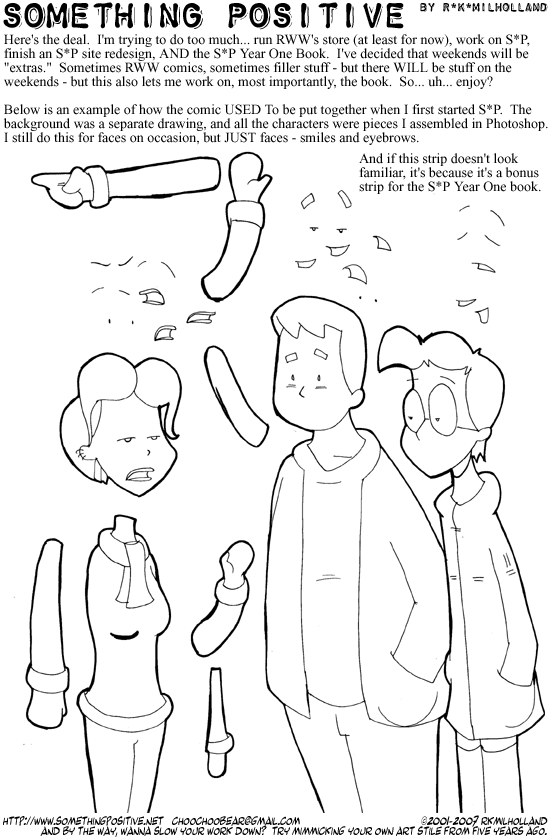 SOMETHING POSITIVE BY R*K*MILHOLLAND
Here's the deal. I'm trying to do too much... run RWW's store (at least for now), work on S*P,
finish an S*P site redesign, AND the S*P Year One Book. I've decided that weekends will be
"extras." Sometimes RWW comics, sometimes filler stuff - but there WILL be stuff on the
weekends - but this also lets me work on, most importantly, the book. So... uh... enjoy?
Below is an example of how the comic USED To be put together when I first started S*P. The
background was a separate drawing, and all the characters were pieces I assembled in Photoshop.
I still do this for faces on occasion, but JUST faces - smiles and eyebrows.
And if this strip doesn't look
familiar, it's because it's a bonus
strip for the S*P Year One book.
HTTP://WWW.SOMETHINGPOSITIVE.NET CHOOCHOOBEAR@GMAIL.COM ©2001-2007 RKMILHOLLAND
AND BY THE WAY, WANNA SLOW YOUR WORK DOWN? TRY MIMMICKING YOUR OWN ART STILE FROM FIVE YEARS AGO.